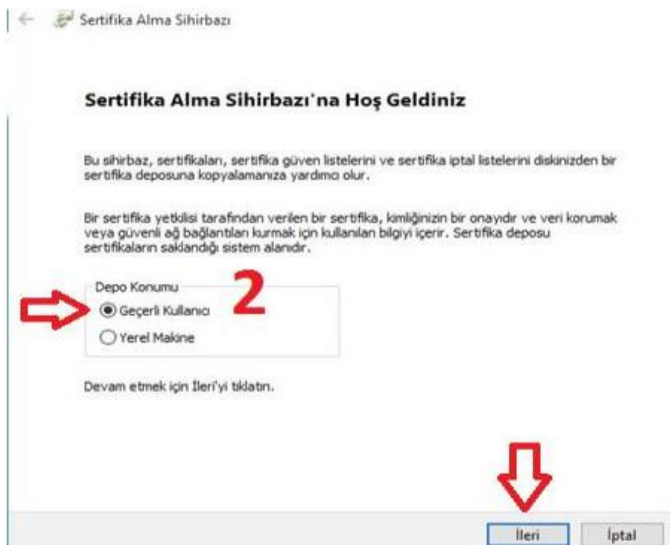 Sertifika Alma Sihirbazı
Sertifika Alma Sihirbazı'na Hoş Geldiniz
Bu sihirbaz, sertifikaları, sertifika güven listelerini ve sertifika iptal listelerini diskinizden bir
sertifika deposuna kopyalamanıza yardımcı olur.
Bir sertifika yetkilisi tarafından verilen bir sertifika, kimliğinizin bir onayıdır ve veri korumak
veya güvenli ağ bağlantıları kurmak için kullanılan bilgiyi içerir. Sertifika deposu
sertifikaların saklandığı sistem alanıdır.
Depo Konumu
Geçerli Kullanıcı 2
Yerel Makine
Devam etmek için İleri'yi tıklatın.
İleri İptal